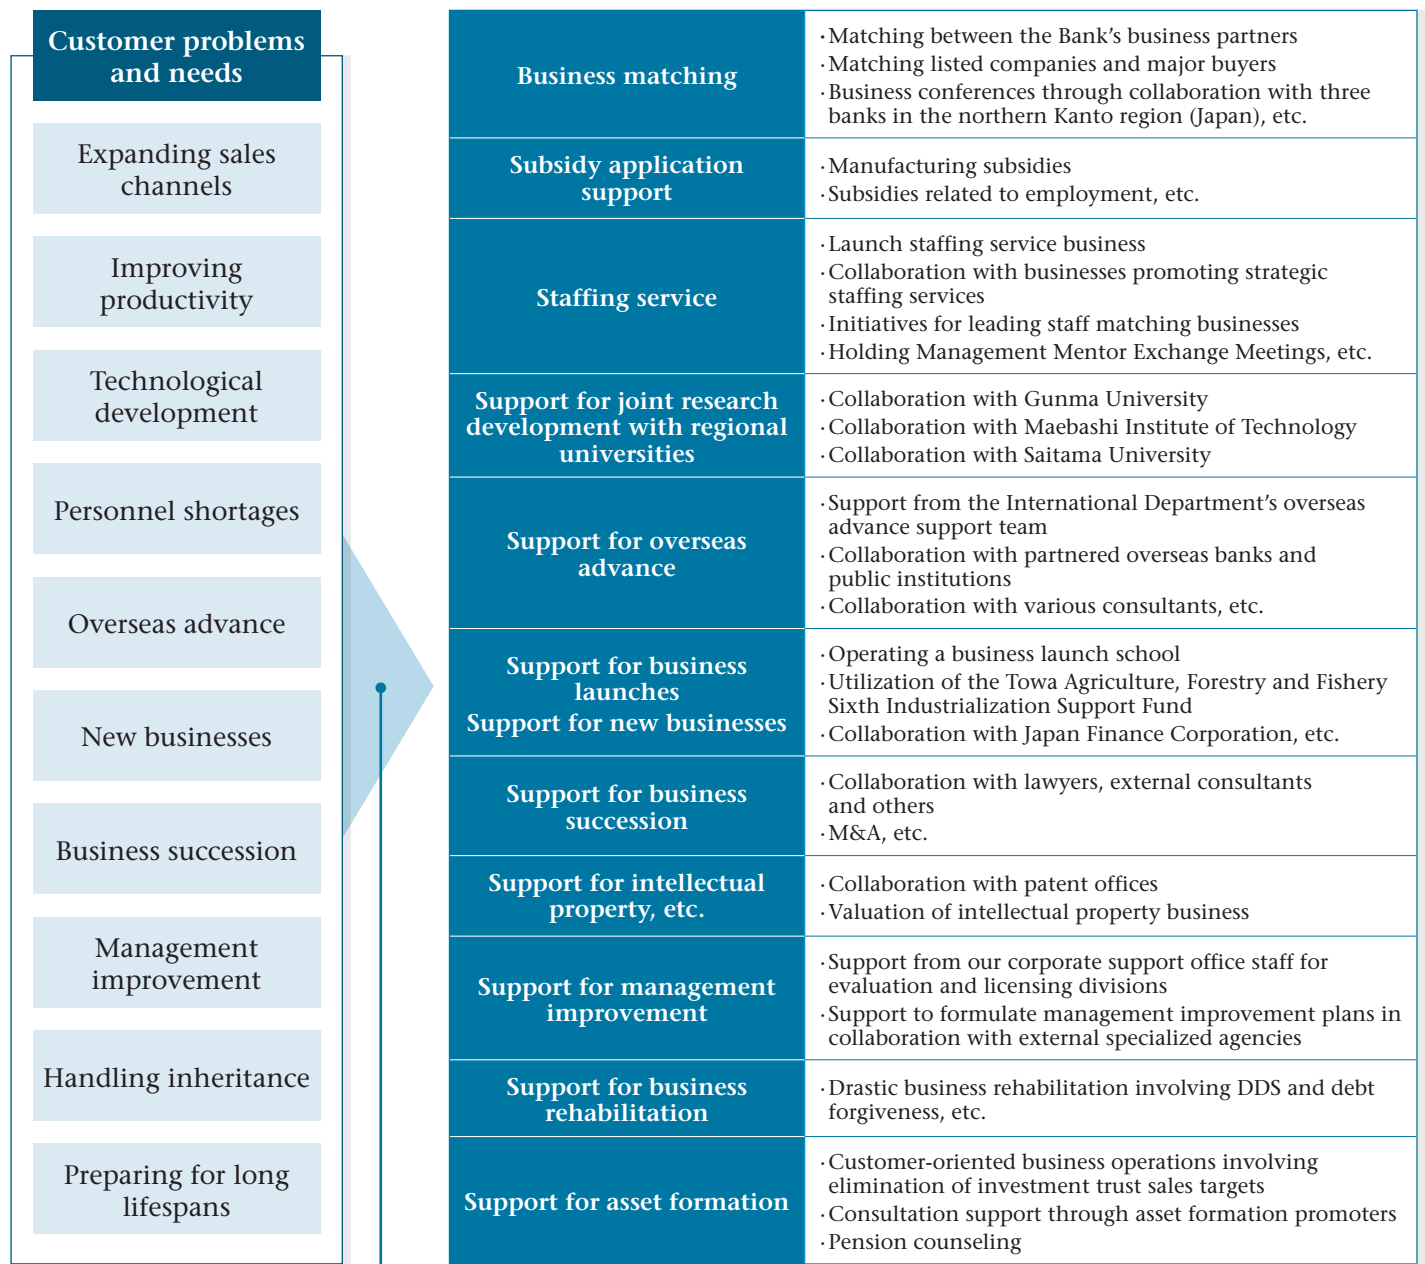 Customer problems
and needs
Expanding sales
channels
Improving
productivity
Technological
development
Personnel shortages
Overseas advance
New businesses
Business succession
Management
improvement
Handling inheritance
Preparing for long
lifespans
Business matching
·Matching between the Bank’s business partners
·Matching listed companies and major buyers
·Business conferences through collaboration with three
banks in the northern Kanto region (Japan), etc.
Subsidy application
support
·Manufacturing subsidies
·Subsidies related to employment, etc.
Staffing service
·Launch staffing service business
·Collaboration with businesses promoting strategic
staffing services
·Initiatives for leading staff matching businesses
·Holding Management Mentor Exchange Meetings, etc.
Support for joint research
development with regional
universities
·Collaboration with Gunma University
·Collaboration with Maebashi Institute of Technology
·Collaboration with Saitama University
Support for overseas
advance
·Support from the International Department’s overseas
advance support team
·Collaboration with partnered overseas banks and
public institutions
·Collaboration with various consultants, etc.
Support for business
launches
Support for new businesses
·Operating a business launch school
·Utilization of the Towa Agriculture, Forestry and Fishery
Sixth Industrialization Support Fund
·Collaboration with Japan Finance Corporation, etc.
Support for business
succession
·Collaboration with lawyers, external consultants
and others
·M&A, etc.
Support for intellectual
property, etc.
·Collaboration with patent offices
·Valuation of intellectual property business
Support for management
improvement
·Support from our corporate support office staff for
evaluation and licensing divisions
·Support to formulate management improvement plans in
collaboration with external specialized agencies
Support for business
rehabilitation
·Drastic business rehabilitation involving DDS and debt
forgiveness, etc.
Support for asset formation
·Customer-oriented business operations involving
elimination of investment trust sales targets
·Consultation support through asset formation promoters
·Pension counseling